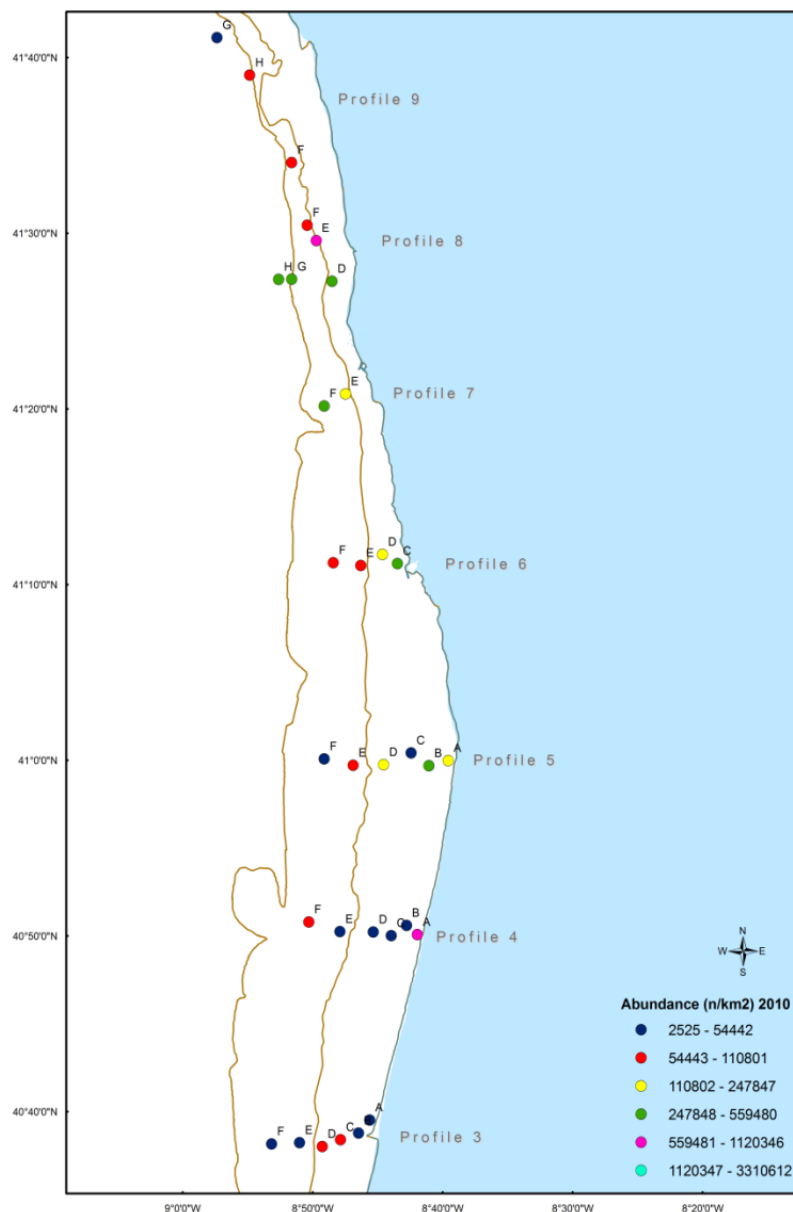 G
41°40'0"N
H
Profile 9
F
F
41°30'0"N
E
Profile 8
H G D
E
Profile 7
F
41°20'0"N
D
F E C
Profile 6
41°10'0"N
C
F E D B A
41°0'0"N
Profile 5
F
B
E D C A
40°50'0"N
Profile 4
N
W E
S
Abundance (n/km2) 2010
2525 - 54442
54443 - 110801
110802 - 247847
247848 - 559480
559481 - 1120346
1120347 - 3310612
40°40'0"N
A
B
F E D C
Profile 3
9°0'0"W 8°50'0"W 8°40'0"W 8°30'0"W 8°20'0"W